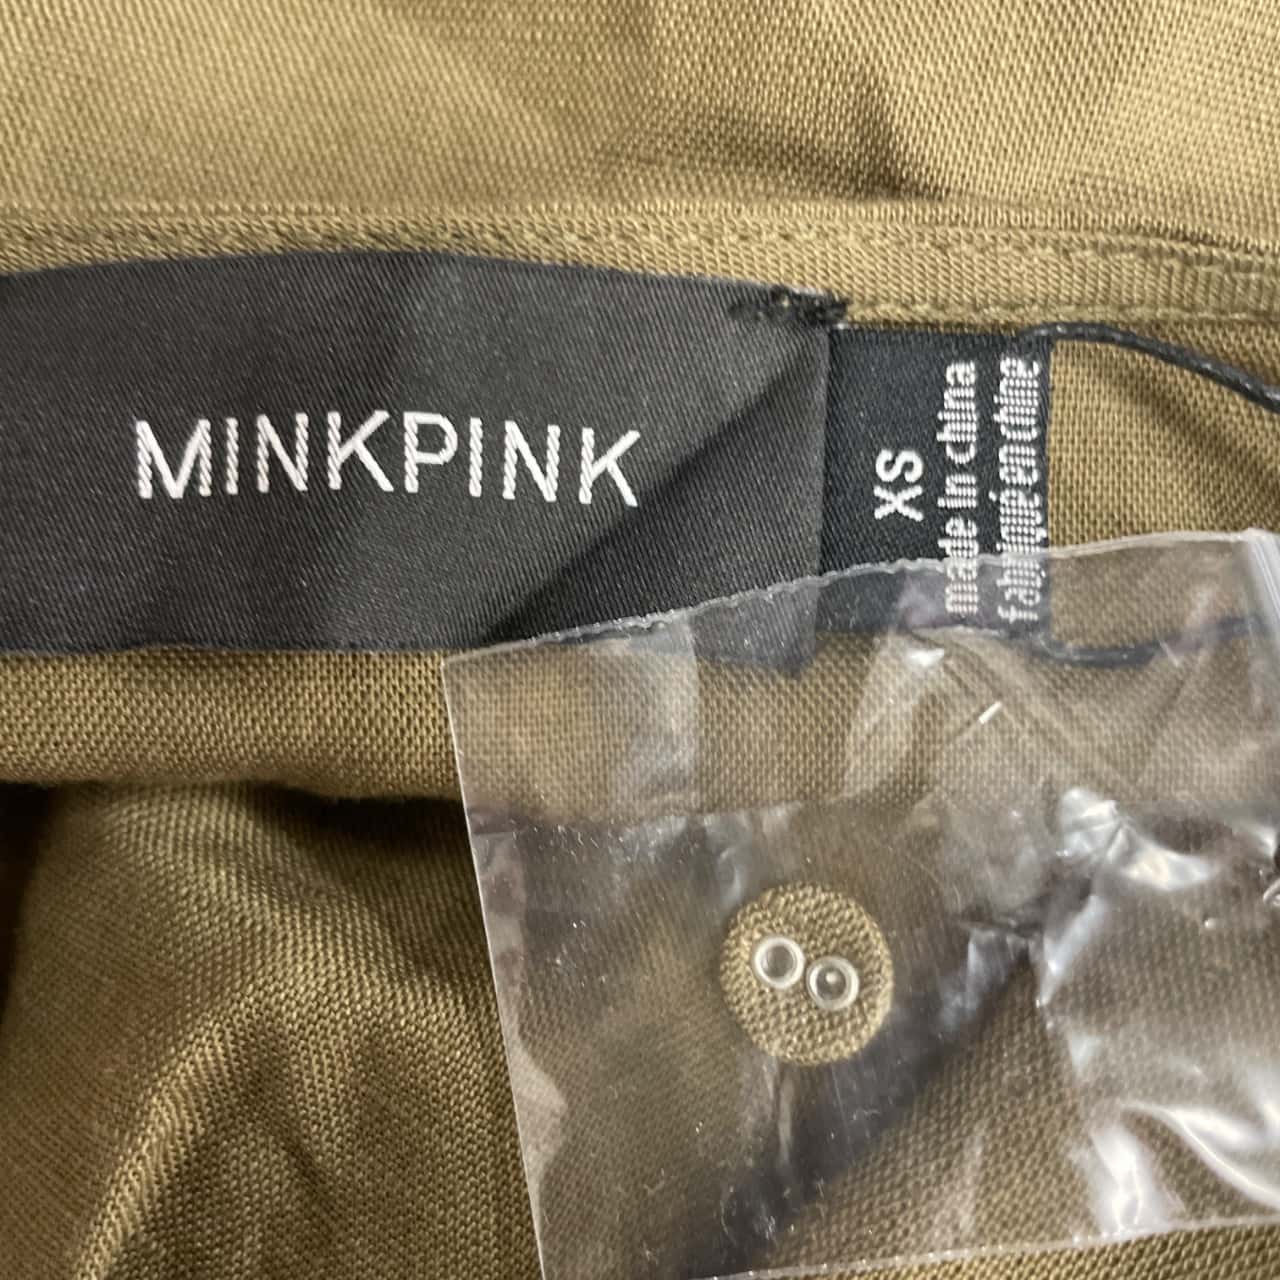 MINKPINK
XS
made in china
fabriqué en chine